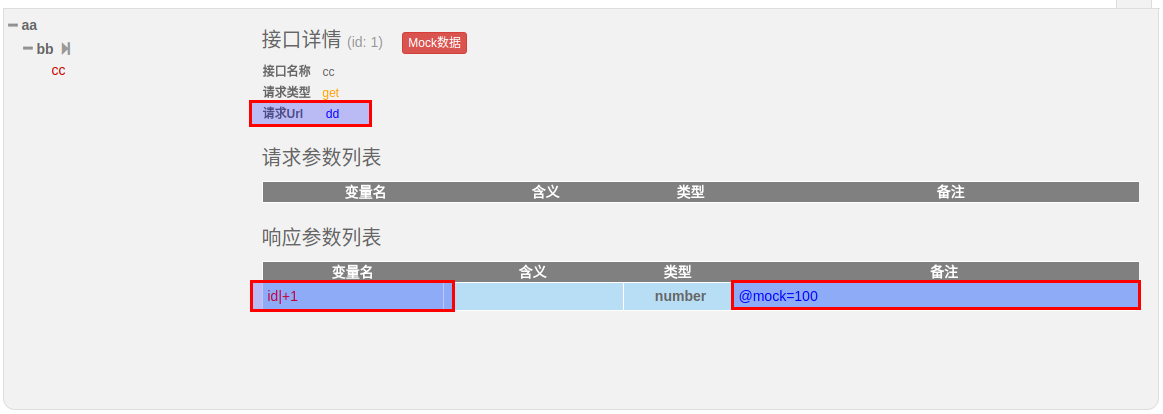 aa
bb
cc
接口详情 (id: 1) Mock数据
接口名称 cc
请求类型 get
请求Url dd
请求参数列表
变量名 含义 类型 备注
响应参数列表
变量名 含义 类型 备注
id|+1 number @mock=100